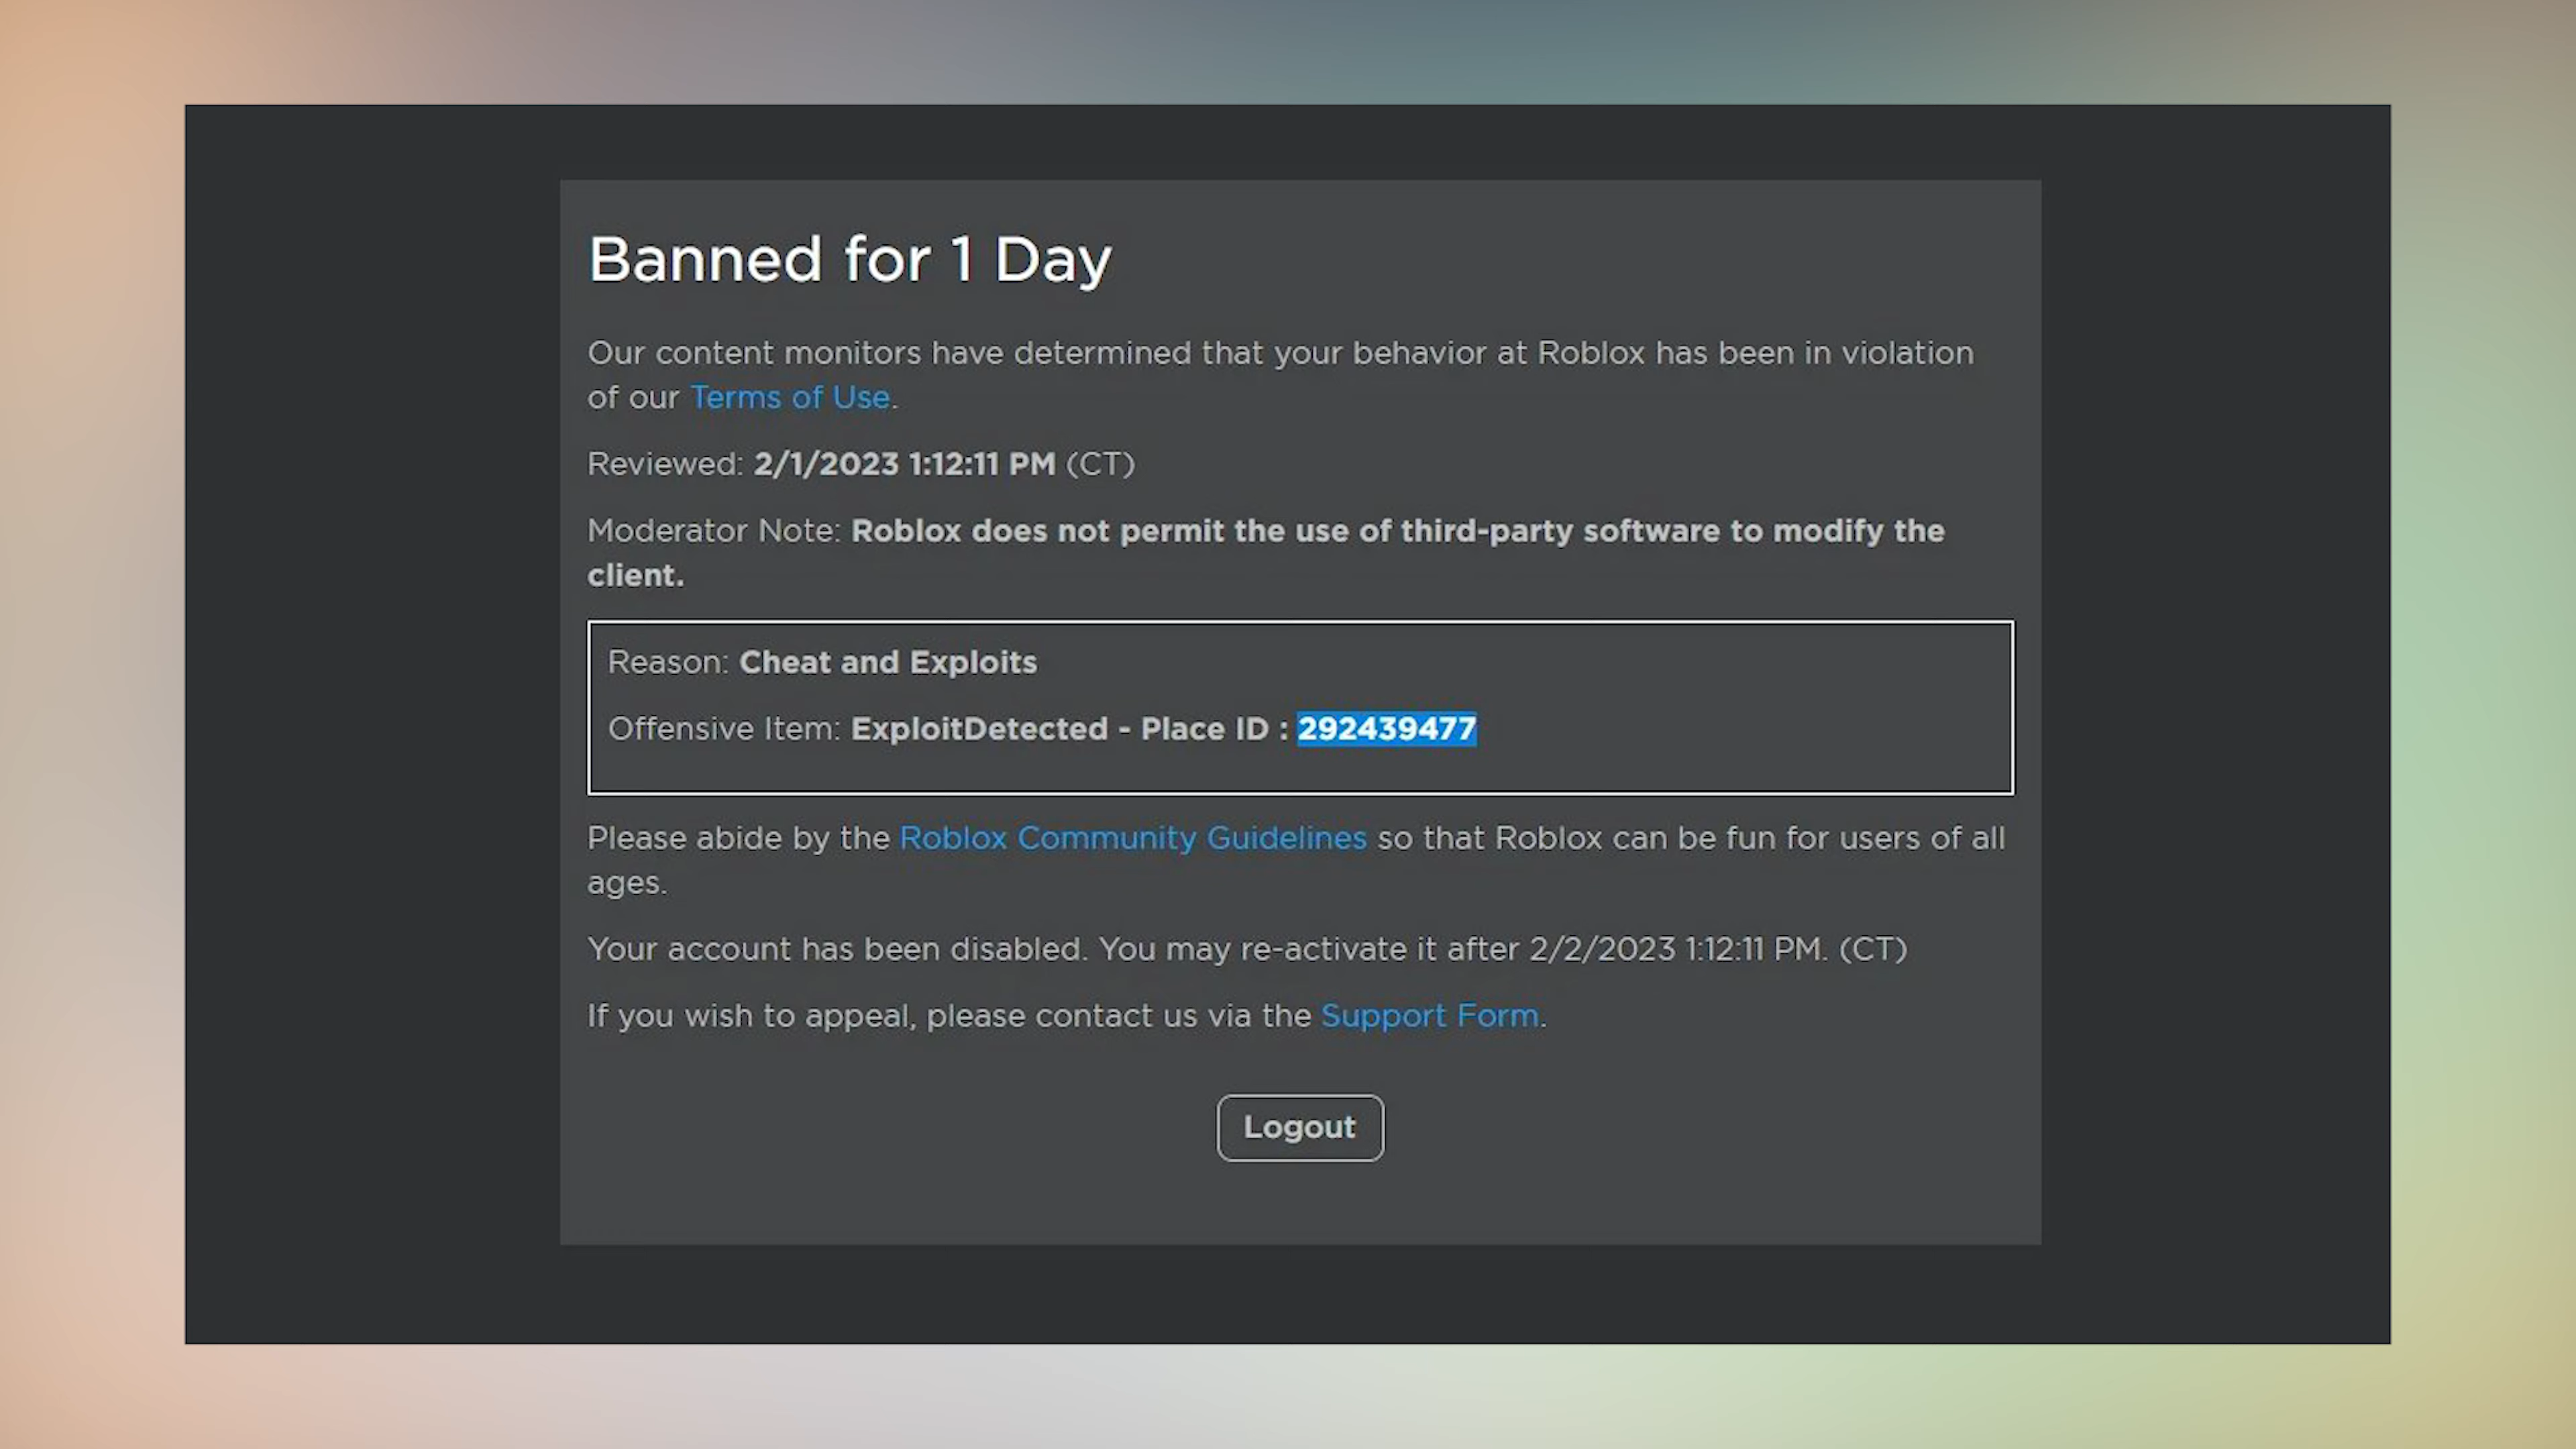 Banned for 1 Day
Our content monitors have determined that your behavior at Roblox has been in violation
of our Terms of Use.
Reviewed: 2/1/2023 1:12:11 PM (CT)
Moderator Note: Roblox does not permit the use of third-party software to modify the
client.
Reason: Cheat and Exploits
Offensive Item: ExploitDetected - Place ID : 292439477
Please abide by the Roblox Community Guidelines so that Roblox can be fun for users of all
ages.
Your account has been disabled. You may re-activate it after 2/2/2023 1:12:11 PM. (CT)
If you wish to appeal, please contact us via the Support Form.
Logout